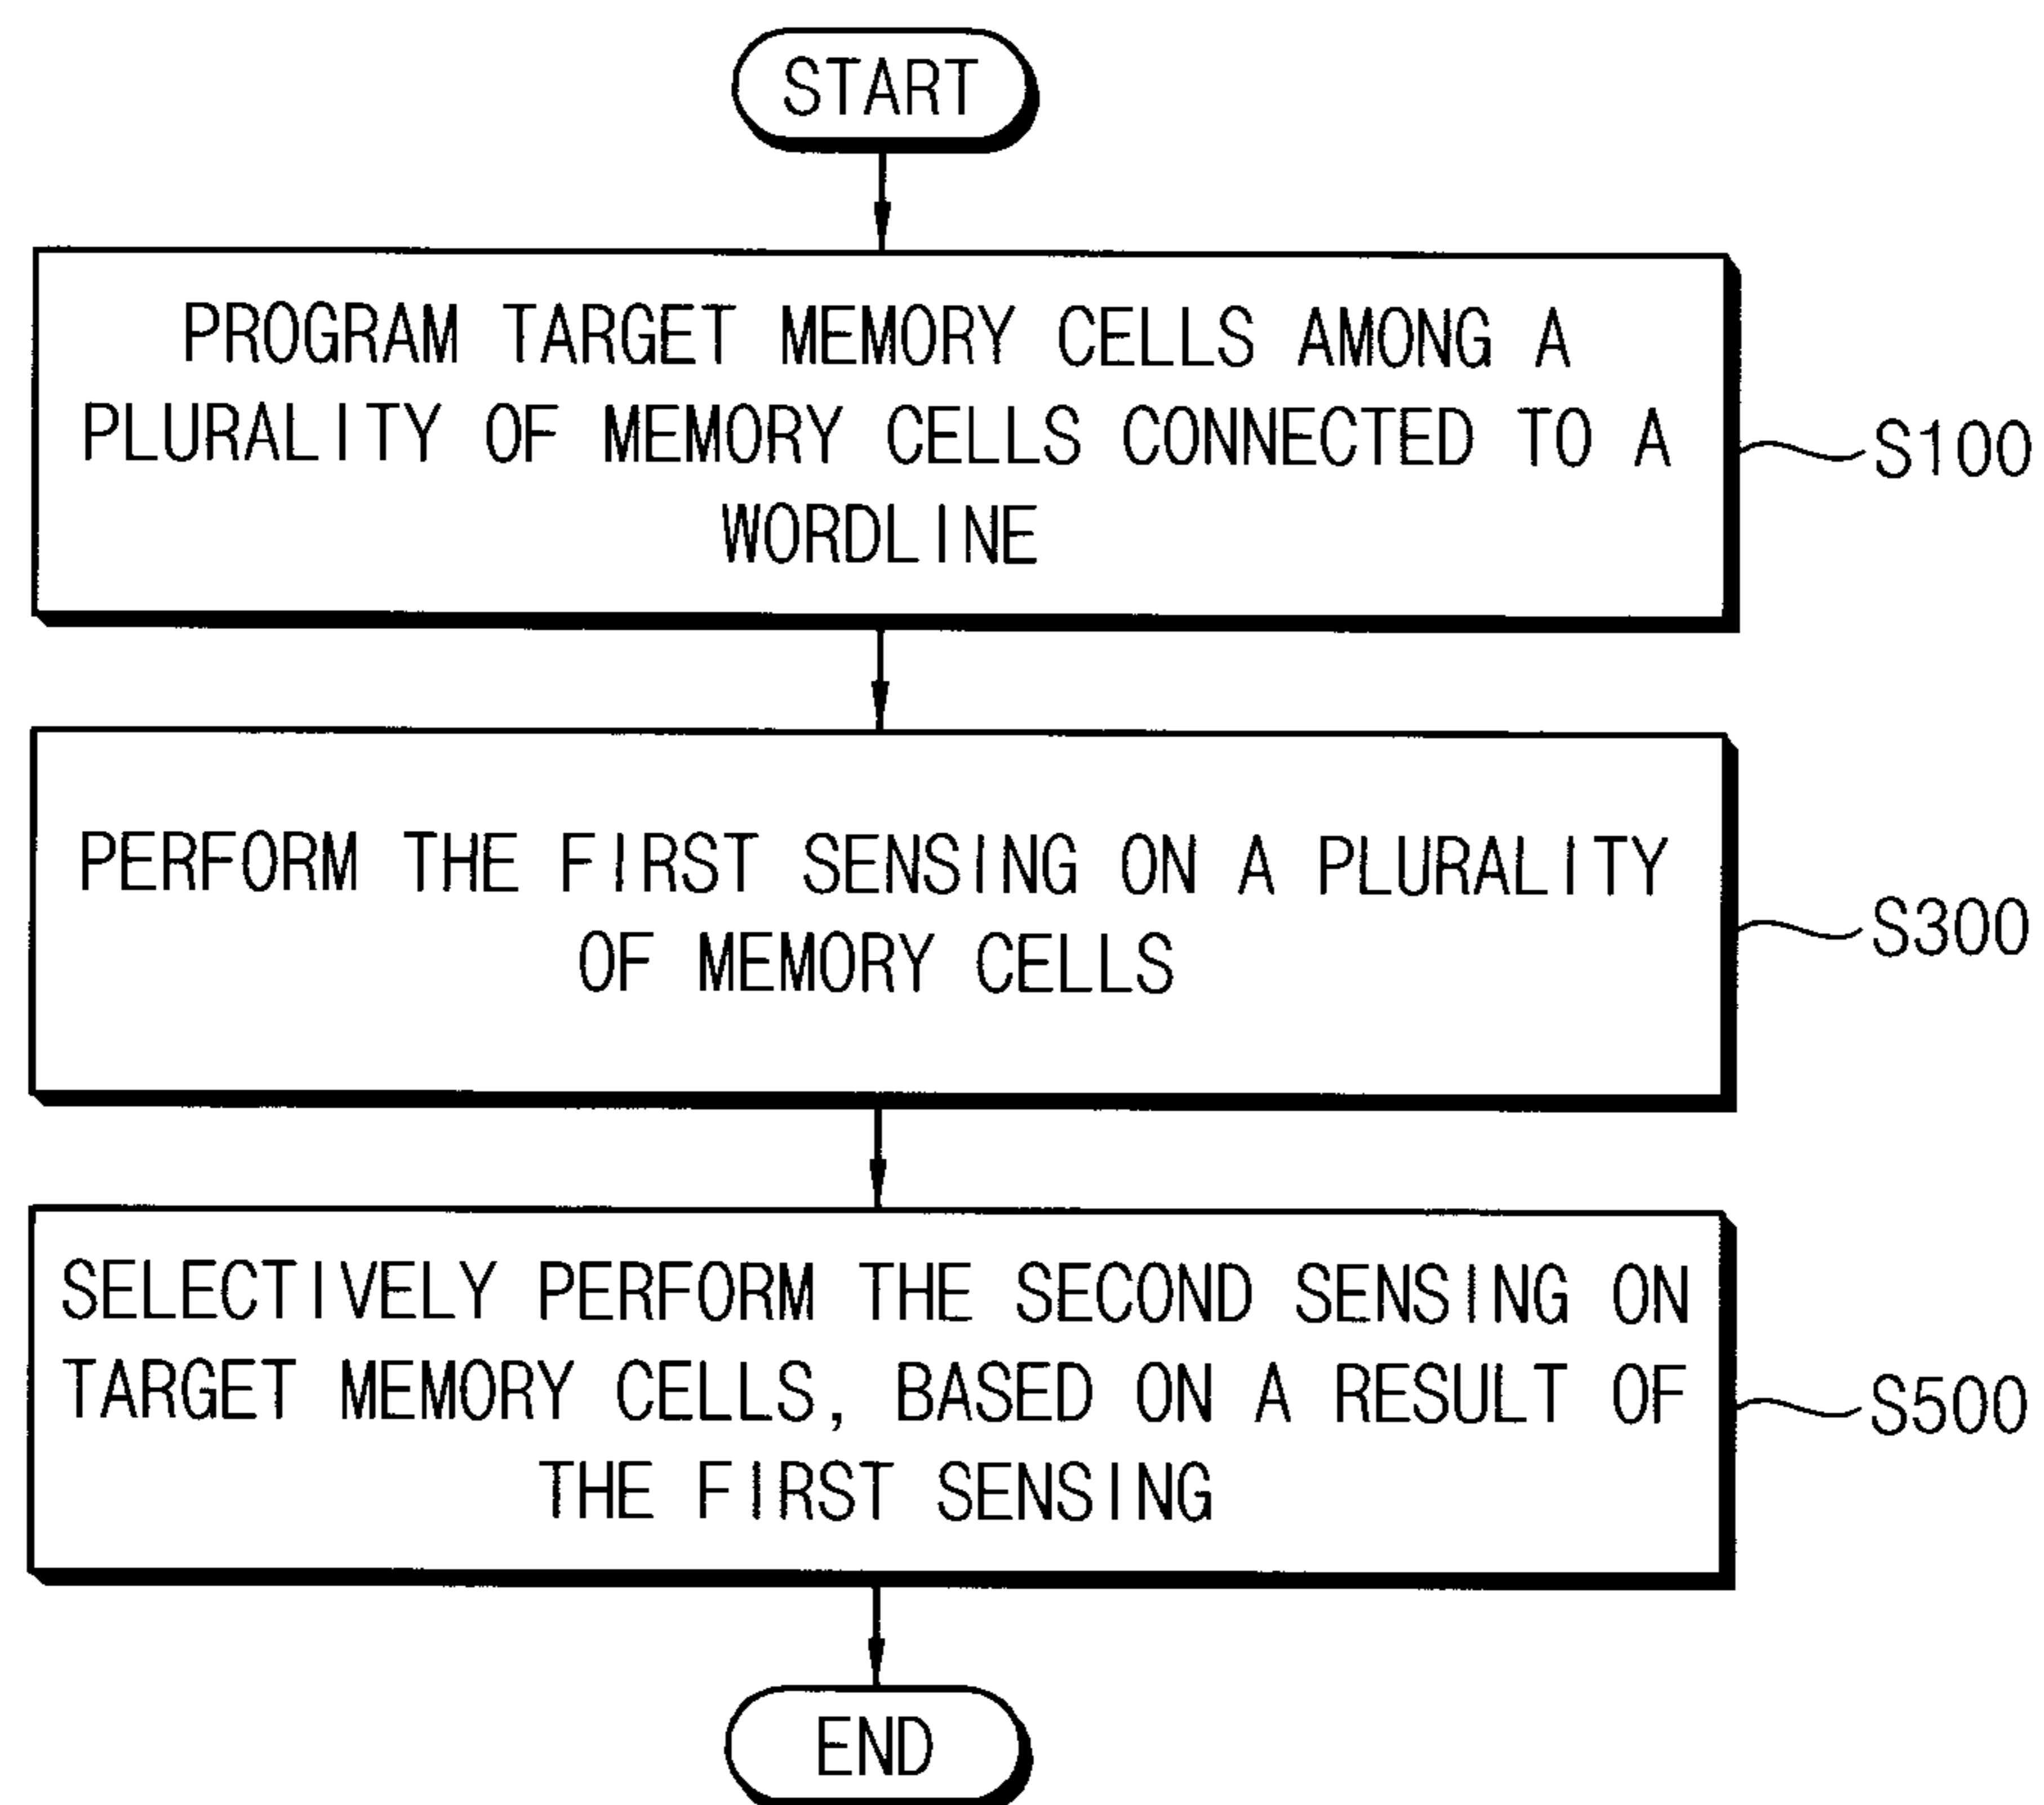 START
PROGRAM TARGET MEMORY CELLS AMONG A
PLURALITY OF MEMORY CELLS CONNECTED TO A
WORDLINE
S100
PERFORM THE FIRST SENSING ON A PLURALITY
OF MEMORY CELLS
S300
SELECTIVELY PERFORM THE SECOND SENSING ON
TARGET MEMORY CELLS, BASED ON A RESULT OF
THE FIRST SENSING
S500
END